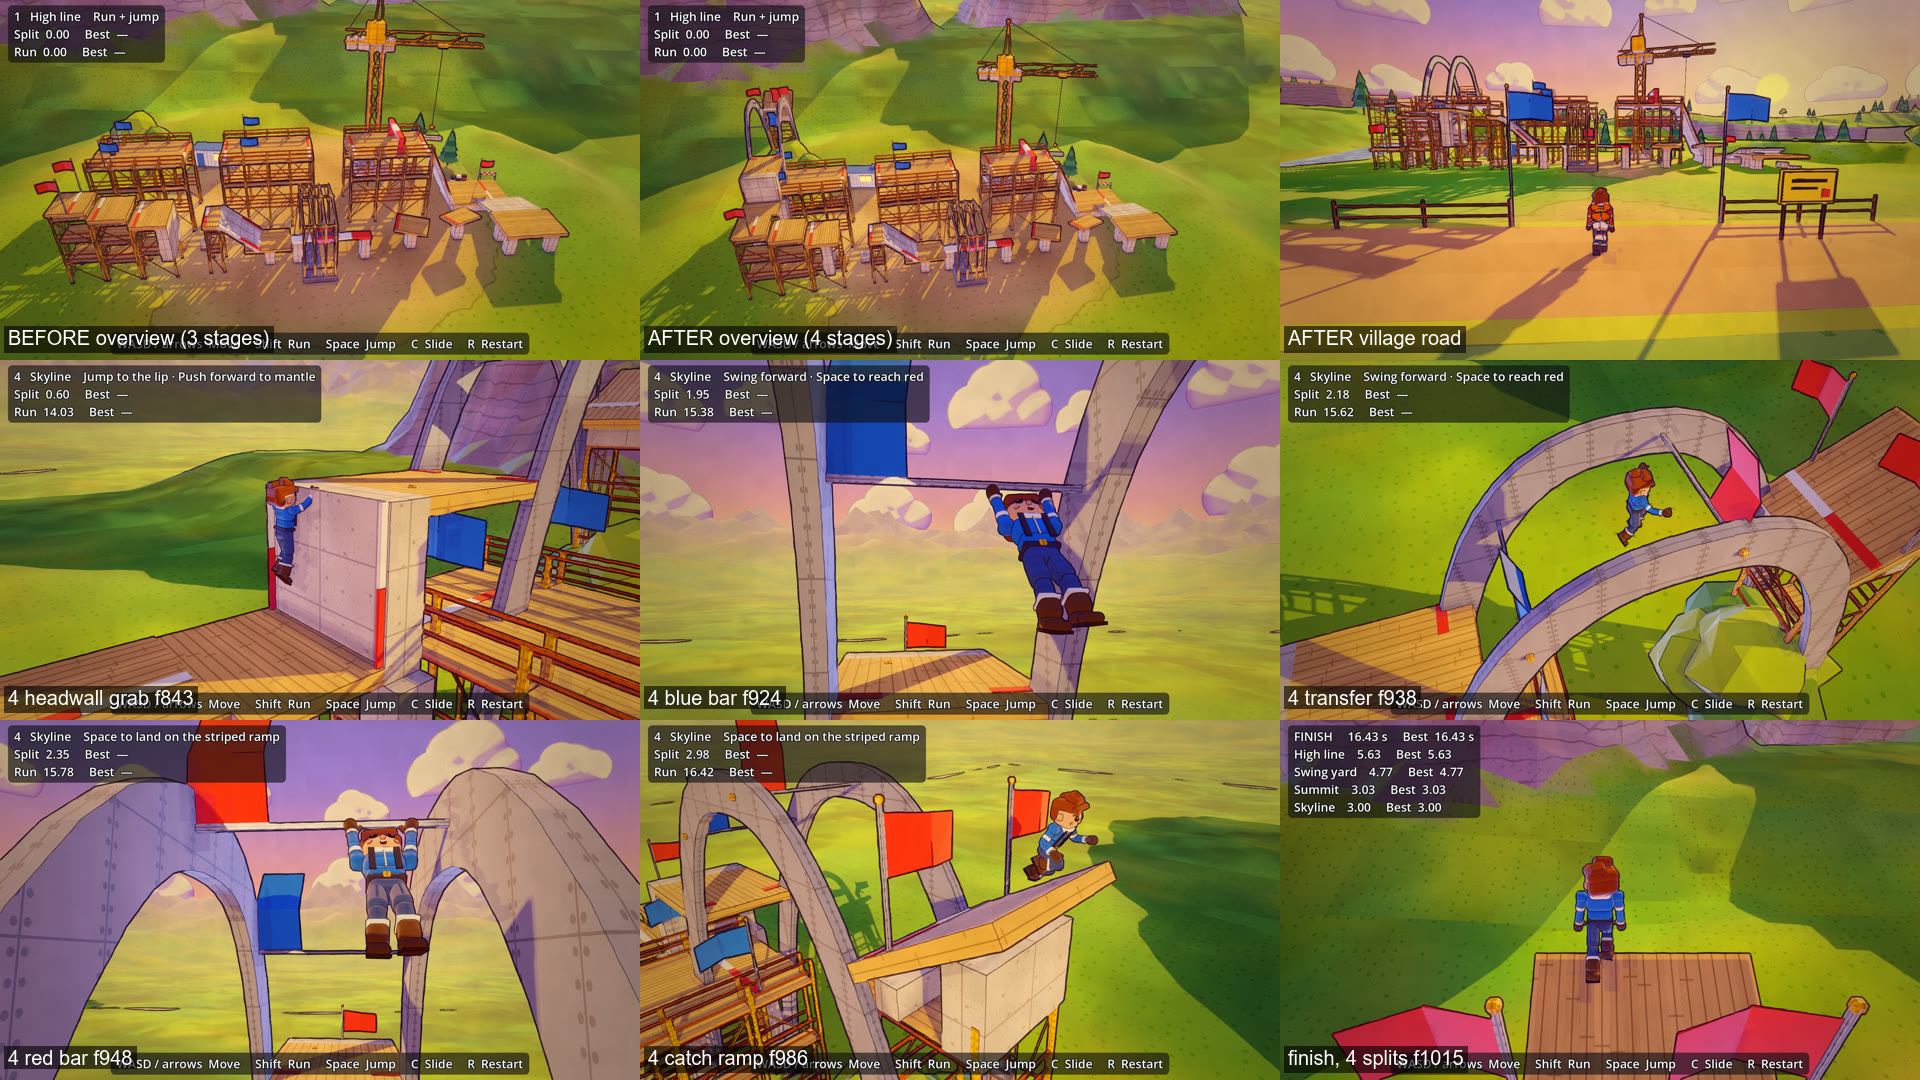 1 High line Run + jump
Split 0.00 Best —
Run 0.00 Best —
BEFORE overview (3 stages)
Shift Run Space Jump C Slide R Restart
1 High line Run + jump
Split 0.00 Best —
Run 0.00 Best —
AFTER overview (4 stages)
Shift Run Space Jump C Slide R Restart
AFTER village road
4 Skyline Jump to the lip · Push forward to mantle
Split 0.60 Best —
Run 14.03 Best —
4 headwall grab f843
Move Shift Run Space Jump C Slide R Restart
4 Skyline Swing forward · Space to reach red
Split 1.95 Best —
Run 15.38 Best —
4 blue bar f924
/ arrows Move Shift Run Space Jump C Slide R Restart
4 Skyline Swing forward · Space to reach red
Split 2.18 Best —
Run 15.62 Best —
4 transfer f938
/ arrows Move Shift Run Space Jump C Slide R Restart
4 Skyline Space to land on the striped ramp
Split 2.35 Best —
Run 15.78 Best —
4 red bar f948
/ arrows Move Shift Run Space Jump C Slide R Restart
4 Skyline Space to land on the striped ramp
Split 2.98 Best —
Run 16.42 Best —
4 catch ramp f986
Move Shift Run Space Jump C Slide R Restart
FINISH 16.43 s Best 16.43 s
High line 5.63 Best 5.63
Swing yard 4.77 Best 4.77
Summit 3.03 Best 3.03
Skyline 3.00 Best 3.00
finish, 4 splits f1015
Move Shift Run Space Jump C Slide R Restart